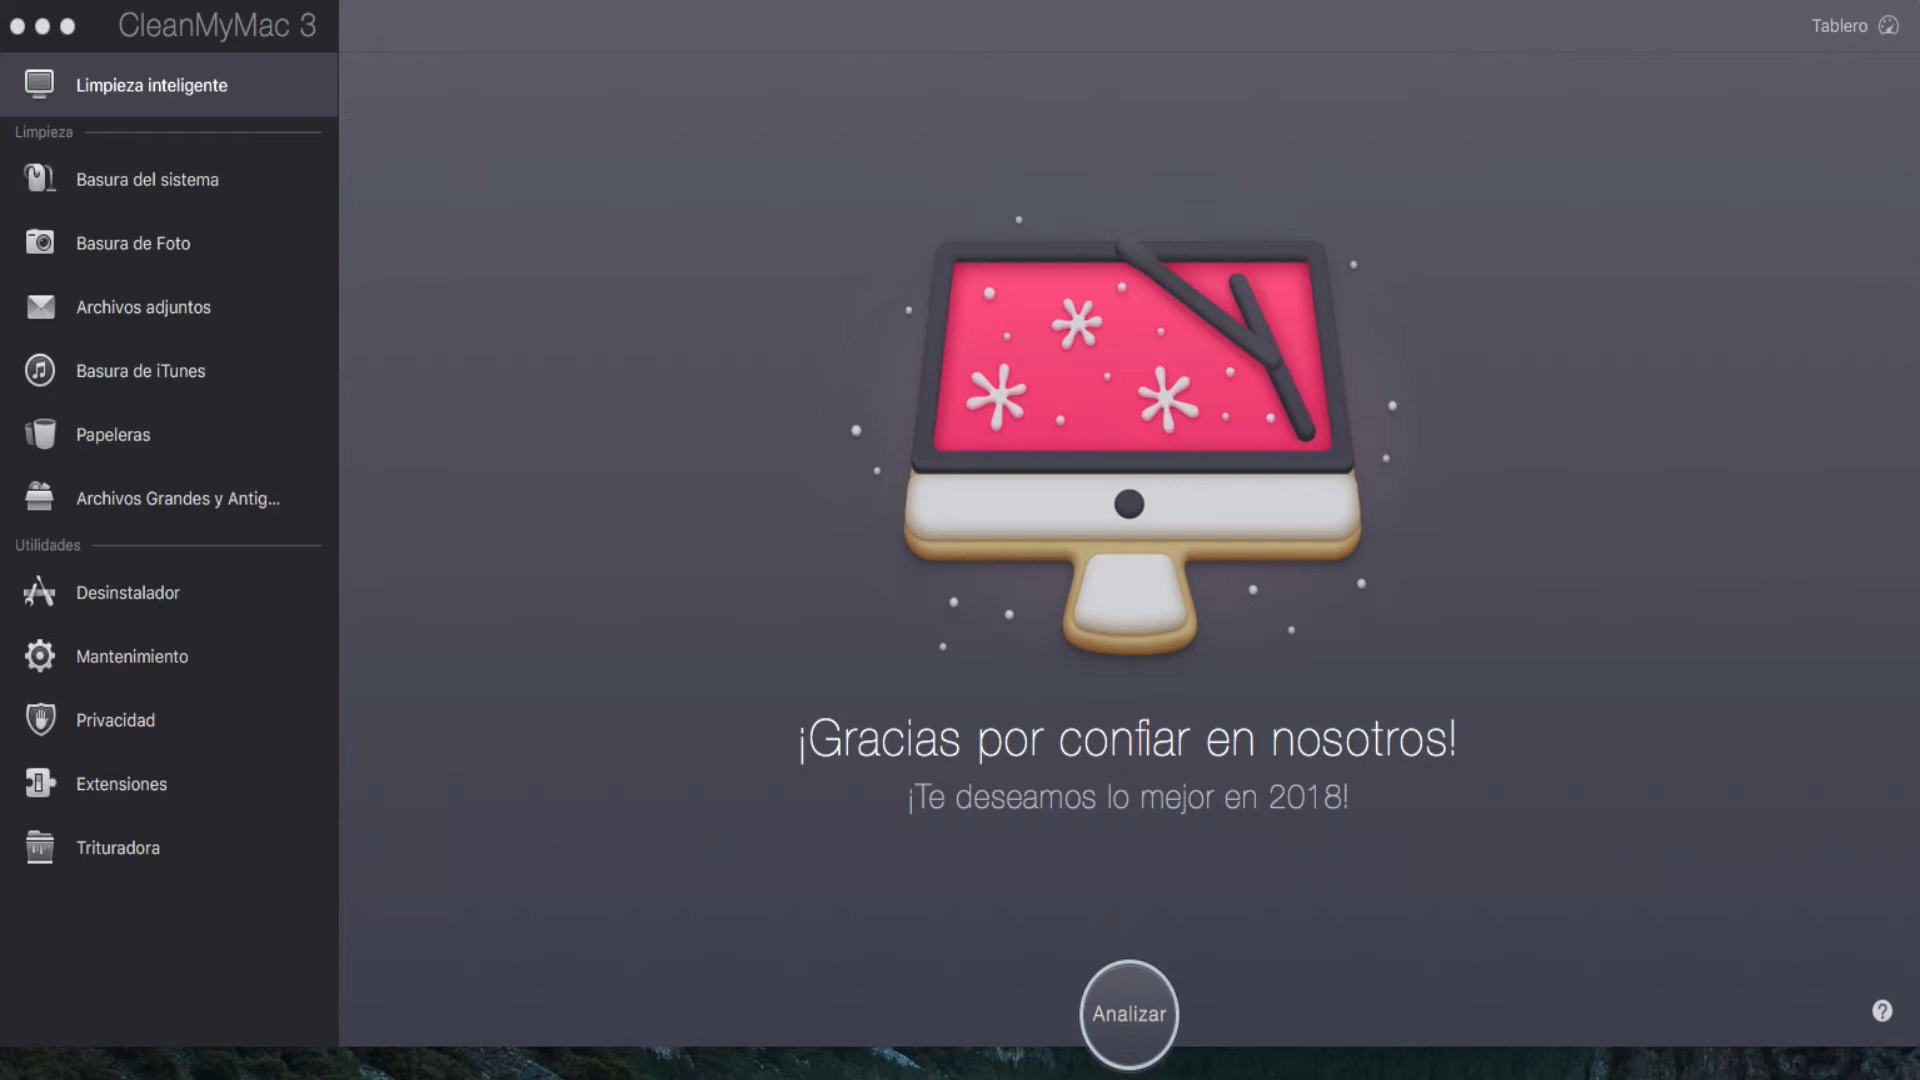 CleanMyMac 3
Tablero
Limpieza inteligente
Limpieza
Basura del sistema
Basura de Foto
Archivos adjuntos
Basura de iTunes
Papeleras
Archivos Grandes y Antig...
Utilidades
Desinstalador
Mantenimiento
Privacidad
Extensiones
Trituradora
¡Gracias por confiar en nosotros!
¡Te deseamos lo mejor en 2018!
Analizar
?